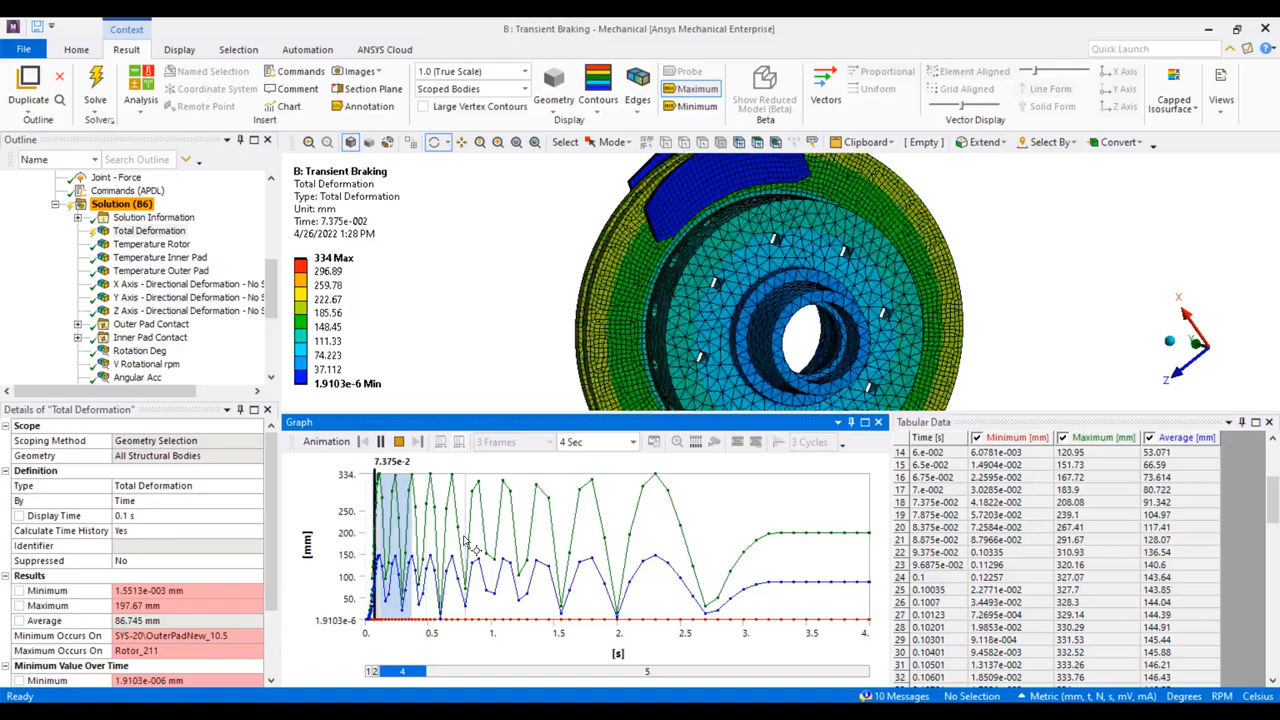 B : Transient Braking - Mechanical [Ansys Mechanical Enterprise]
Context
File
Home
Result
Display
Selection
Automation
ANSYS Cloud
Quick Launch
Duplicate
Outline
Solve
Solver
Analysis
Named Selection
Coordinate System
Remote Point
Commands
Comment
Chart
Images
Section Plane
Annotation
Insert
1.0 (True Scale)
Scoped Bodies
Large Vertex Contours
Geometry
Contours
Edges
Display
Probe
Maximum
Minimum
Show Reduced
Model (Beta)
Beta
Vectors
Proportional
Uniform
Element Aligned
Grid Aligned
Line Form
Solid Form
X Axis
Y Axis
Z Axis
Vector Display
Capped
Isosurface
Views
Outline
Name
Search Outline
Select
Mode
Clipboard
[ Empty ]
Extend
Select By
Convert
Joint - Force
Commands (APDL)
Solution (B6)
Solution Information
Total Deformation
Temperature Rotor
Temperature Inner Pad
Temperature Outer Pad
X Axis - Directional Deformation - No S
Y Axis - Directional Deformation - No S
Z Axis - Directional Deformation - No S
Outer Pad Contact
Inner Pad Contact
Rotation Deg
V Rotational rpm
Angular Acc
B: Transient Braking
Total Deformation
Type: Total Deformation
Unit: mm
Time: 7.375e-002
4/26/2022 1:28 PM
334 Max
296.89
259.78
222.67
185.56
148.45
111.33
74.223
37.112
1.9103e-6 Min
X
Y
Z
Details of "Total Deformation"
Scope
Scoping Method Geometry Selection
Geometry All Structural Bodies
Definition
Type Total Deformation
By Time
Display Time 0.1 s
Calculate Time History Yes
Identifier
Suppressed No
Results
Minimum 1.5513e-003 mm
Maximum 197.67 mm
Average 86.745 mm
Minimum Occurs On SYS-20\OuterPadNew_10.5
Maximum Occurs On Rotor_211
Minimum Value Over Time
Minimum 1.9103e-006 mm
Graph
Animation
3 Frames
4 Sec
3 Cycles
7.375e-2
334.
250.
200.
150.
100.
50.
1.9103e-6
[mm]
0. 0.5 1. 1.5 2. 2.5 3. 3.5 4.
[s]
1 2 4 5
Tabular Data
Time [s] Minimum [mm] Maximum [mm] Average [mm]
14 6.e-002 6.0781e-003 120.95 53.071
15 6.5e-002 1.4904e-002 151.73 66.59
16 6.75e-002 2.2595e-002 167.72 73.614
17 7.e-002 3.0285e-002 183.9 80.722
18 7.375e-002 4.1822e-002 208.08 91.342
19 7.875e-002 5.7203e-002 239.1 104.97
20 8.375e-002 7.2584e-002 267.41 117.41
21 8.875e-002 8.7966e-002 291.67 128.07
22 9.375e-002 0.10335 310.93 136.54
23 9.6875e-002 0.11296 320.16 140.6
24 0.1 0.12257 327.07 143.64
25 0.10035 2.2771e-002 327.7 143.92
26 0.1007 3.4493e-002 328.3 144.04
27 0.10123 7.2695e-004 329.14 144.39
28 0.10201 2.2679e-002 330.29 144.91
29 0.10301 9.118e-004 331.53 145.44
30 0.10401 9.4582e-003 332.52 145.88
31 0.10501 1.3137e-002 333.26 146.21
32 0.10601 1.8509e-002 333.76 146.43
Ready
10 Messages
No Selection
Metric (mm, t, N, s, mV, mA)
Degrees
RPM
Celsius